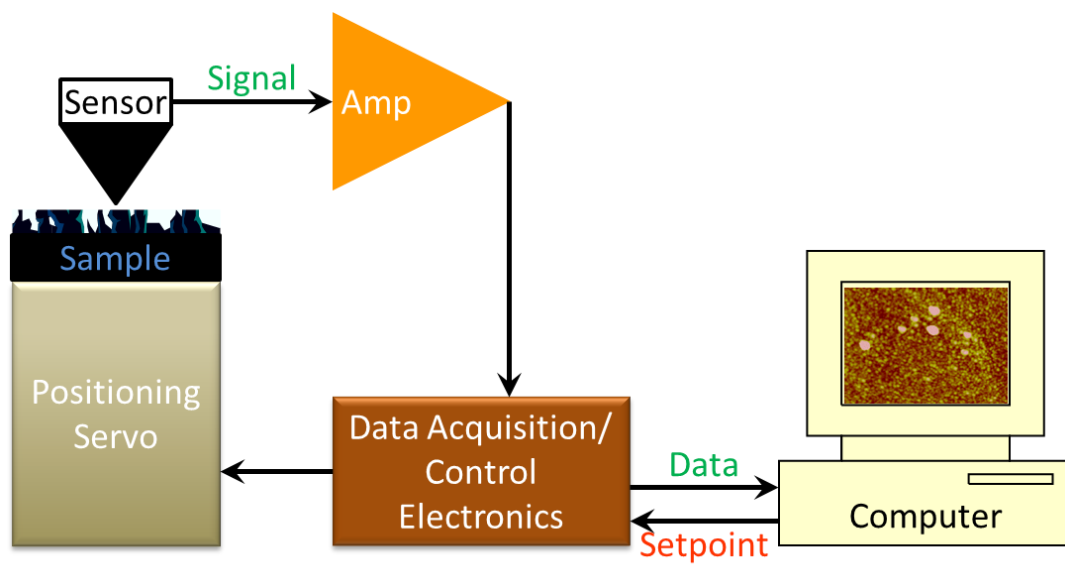 Signal
Sensor
Amp
Sample
Positioning
Servo
Data Acquisition/
Control
Electronics
Data
Setpoint
Computer